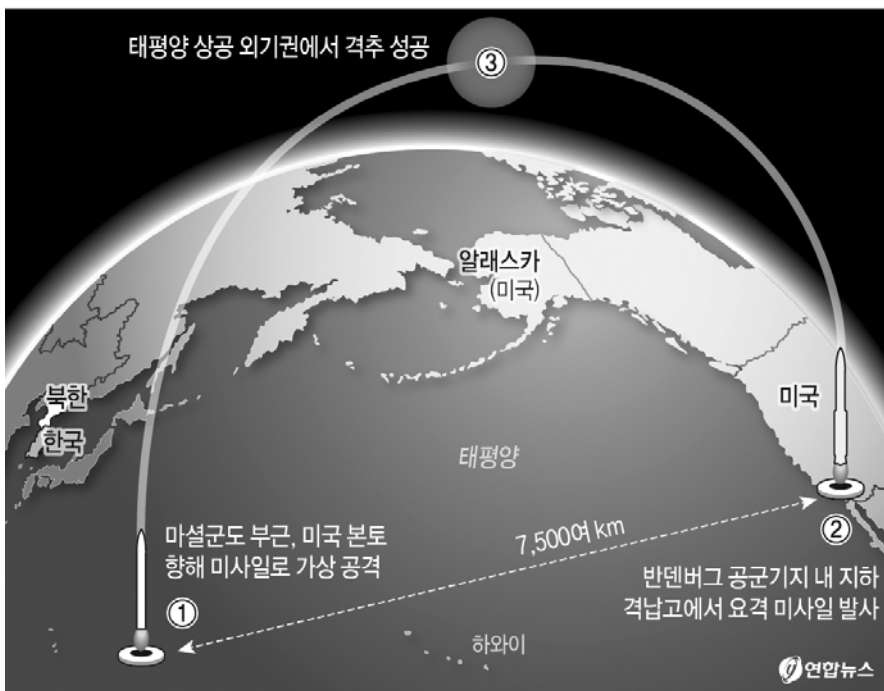 태평양 상공 외기권에서 격추 성공
③
알래스카
(미국)
북한
한국
미국
태평양
7,500여 km
마셜군도 부근, 미국 본토
향해 미사일로 가상 공격
①
②
반덴버그 공군기지 내 지하
격납고에서 요격 미사일 발사
하와이
연합뉴스